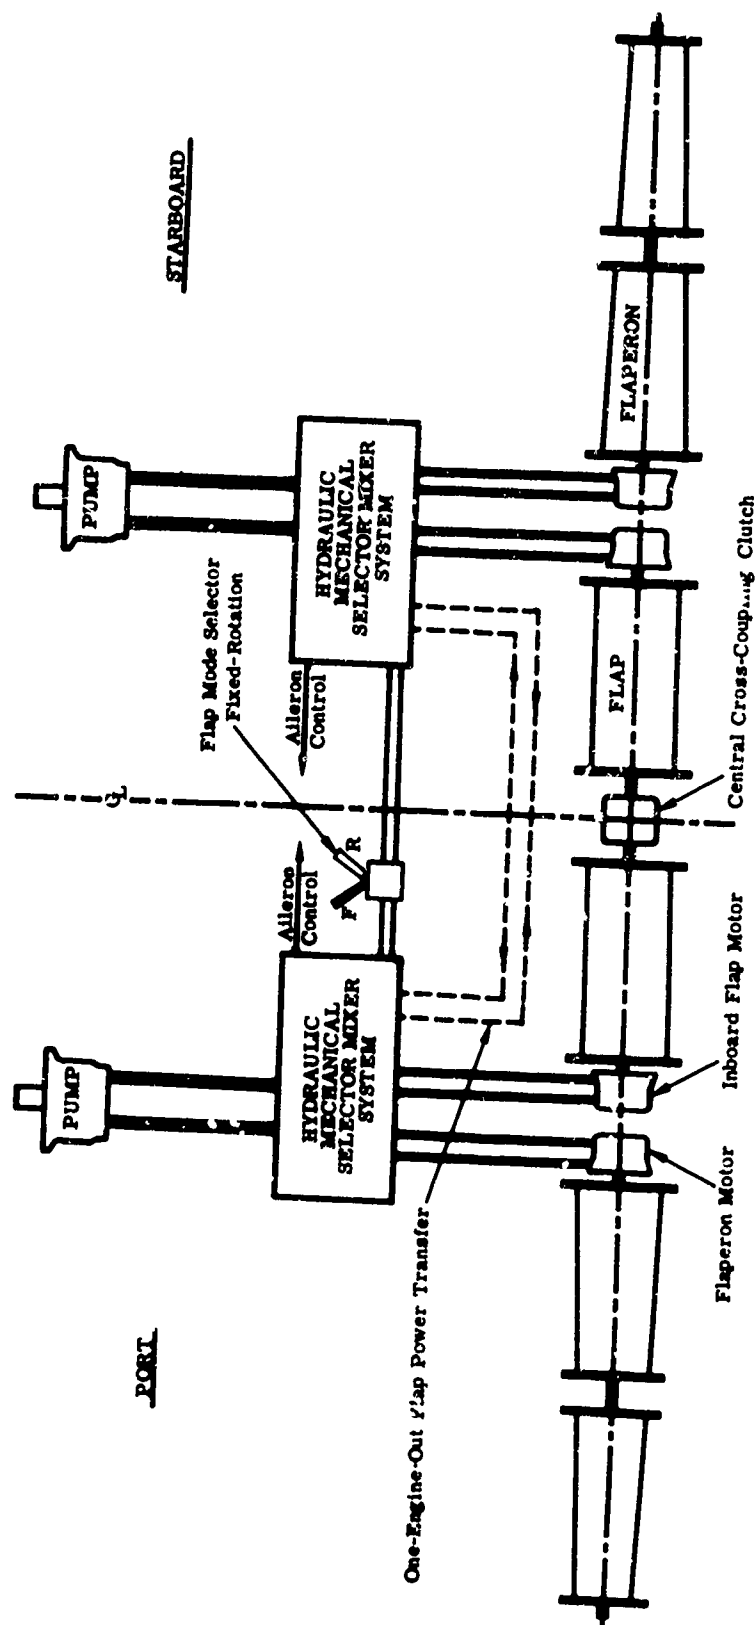 STARBOARD
PORT
PUMP
PUMP
HYDRAULIC
MECHANICAL
SELECTOR MIXER
SYSTEM
HYDRAULIC
MECHANICAL
SELECTOR MIXER
SYSTEM
Flap Mode Selector
Fixed-Rotation
Aileron
Control
Aileron
Control
F
R
CL
One-Engine-Out Flap Power Transfer
FLAP
FLAPERON
Flaperon Motor
Inboard Flap Motor
Central Cross-Coupling Clutch